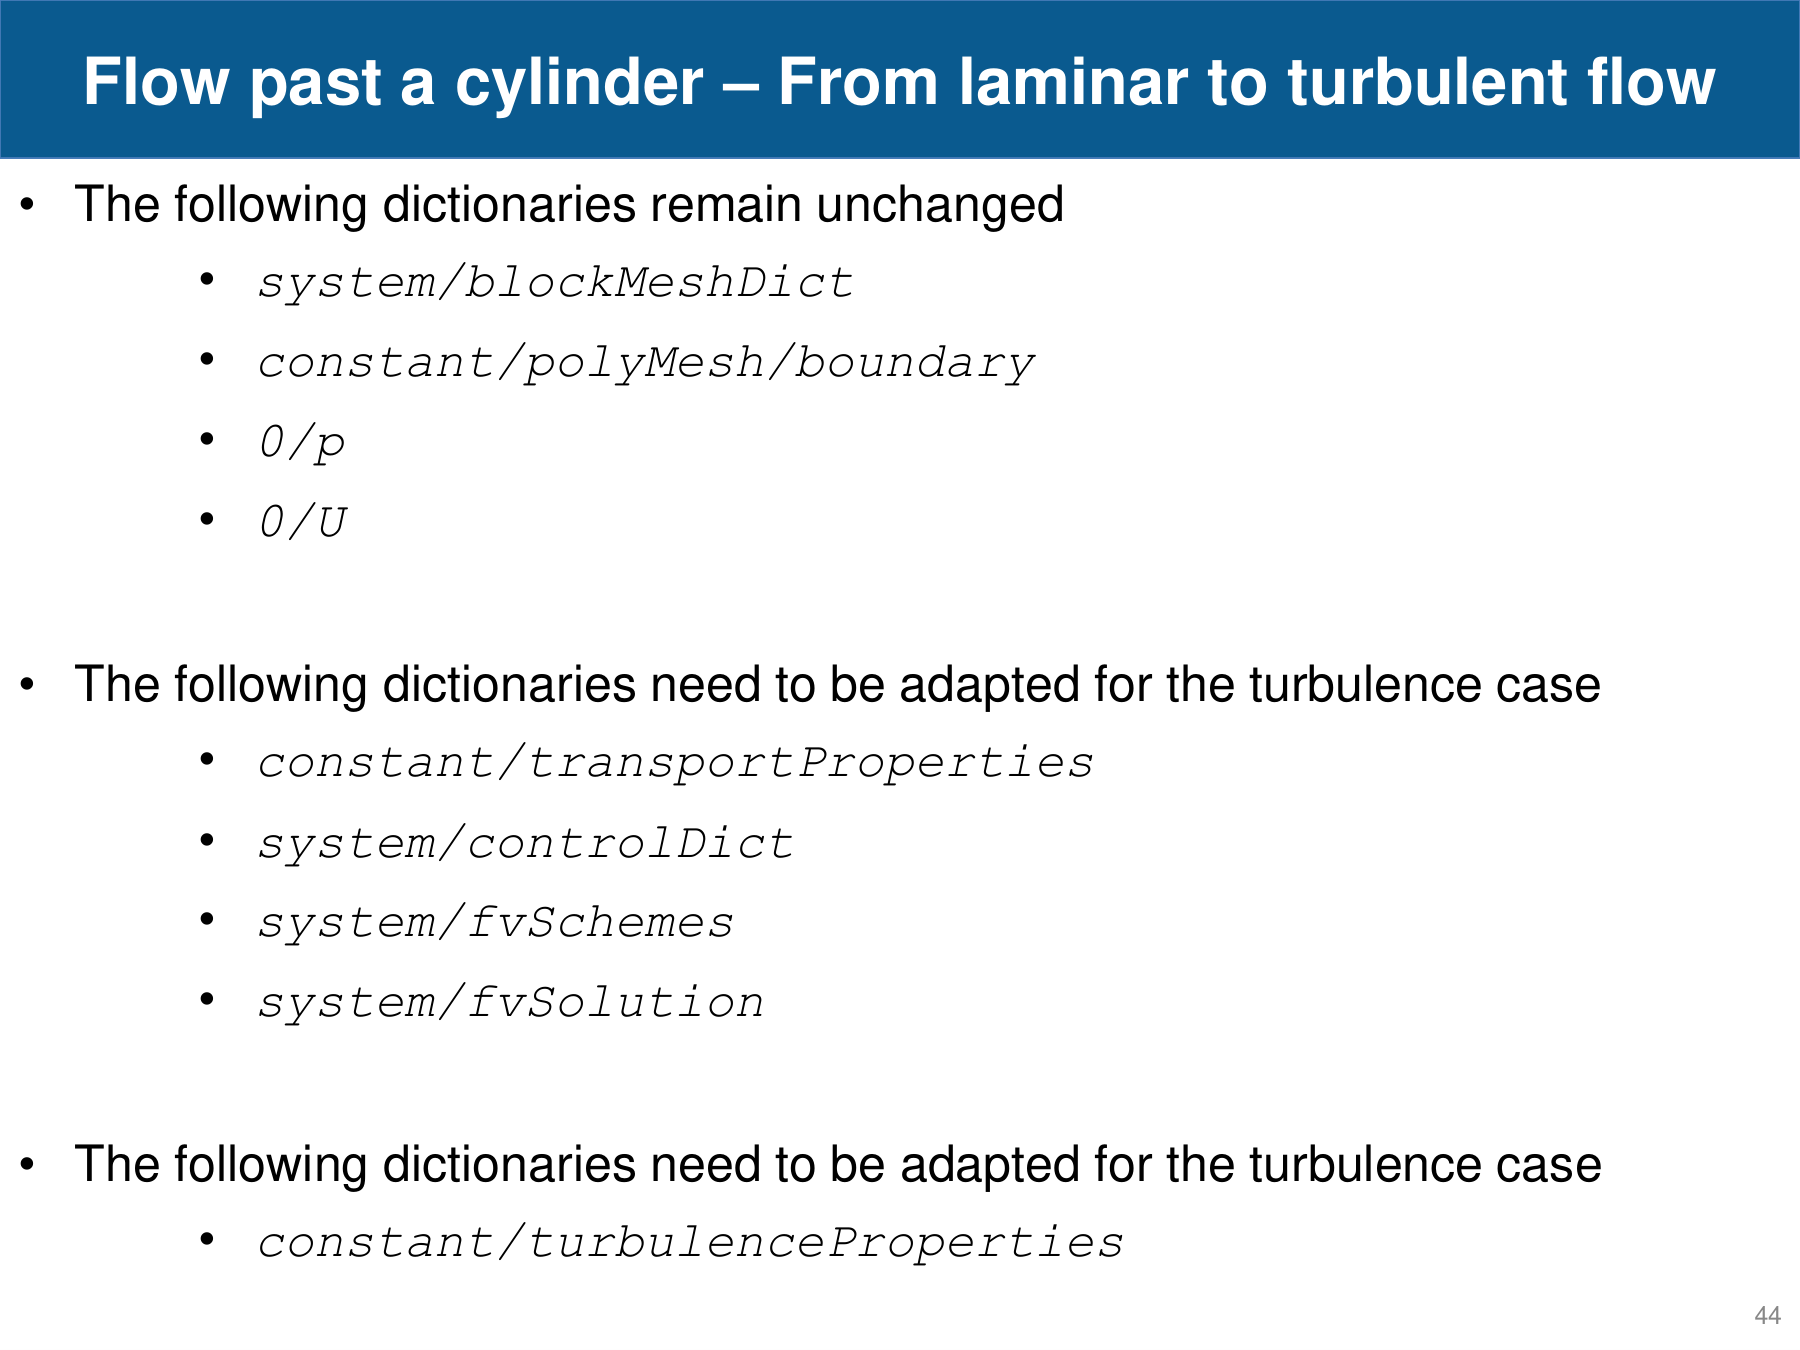 Flow past a cylinder – From laminar to turbulent flow
• The following dictionaries remain unchanged
• system/blockMeshDict
• constant/polyMesh/boundary
• 0/p
• 0/U
• The following dictionaries need to be adapted for the turbulence case
• constant/transportProperties
• system/controlDict
• system/fvSchemes
• system/fvSolution
• The following dictionaries need to be adapted for the turbulence case
• constant/turbulenceProperties
44